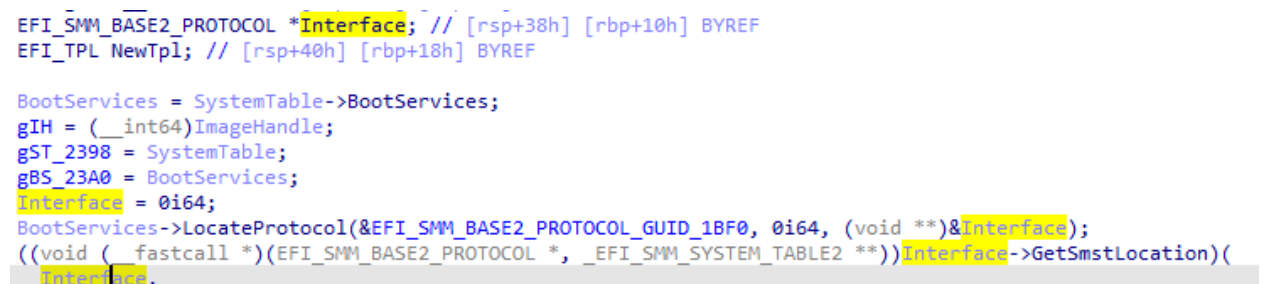 EFI_SMM_BASE2_PROTOCOL *Interface; // [rsp+38h] [rbp+10h] BYREF
EFI_TPL NewTpl; // [rsp+40h] [rbp+18h] BYREF
BootServices = SystemTable->BootServices;
gIH = (__int64)ImageHandle;
gST_2398 = SystemTable;
gBS_23A0 = BootServices;
Interface = 0i64;
BootServices->LocateProtocol(&EFI_SMM_BASE2_PROTOCOL_GUID_1BF0, 0i64, (void **)&Interface);
((void (__fastcall *)(EFI_SMM_BASE2_PROTOCOL *, _EFI_SMM_SYSTEM_TABLE2 **))Interface->GetSmstLocation)(
Interface,